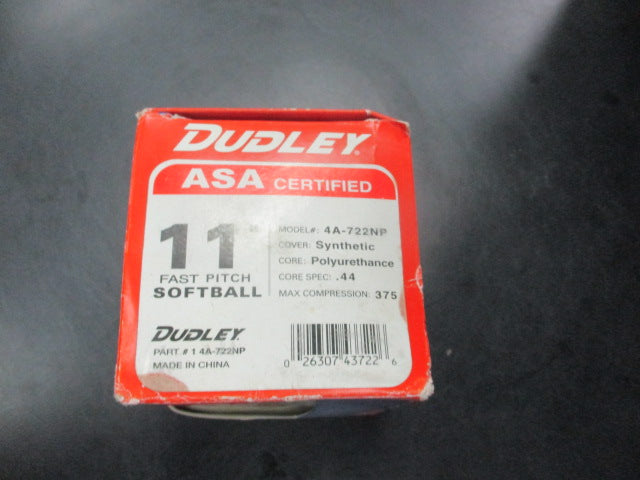 DUDLEY®
ASA CERTIFIED
11"
FAST PITCH
SOFTBALL
MODEL#: 4A-722NP
COVER: Synthetic
CORE: Polyurethance
CORE SPEC: .44
MAX COMPRESSION: 375
DUDLEY.
PART # 1 4A-722NP
MADE IN CHINA
0 26307 43722 6